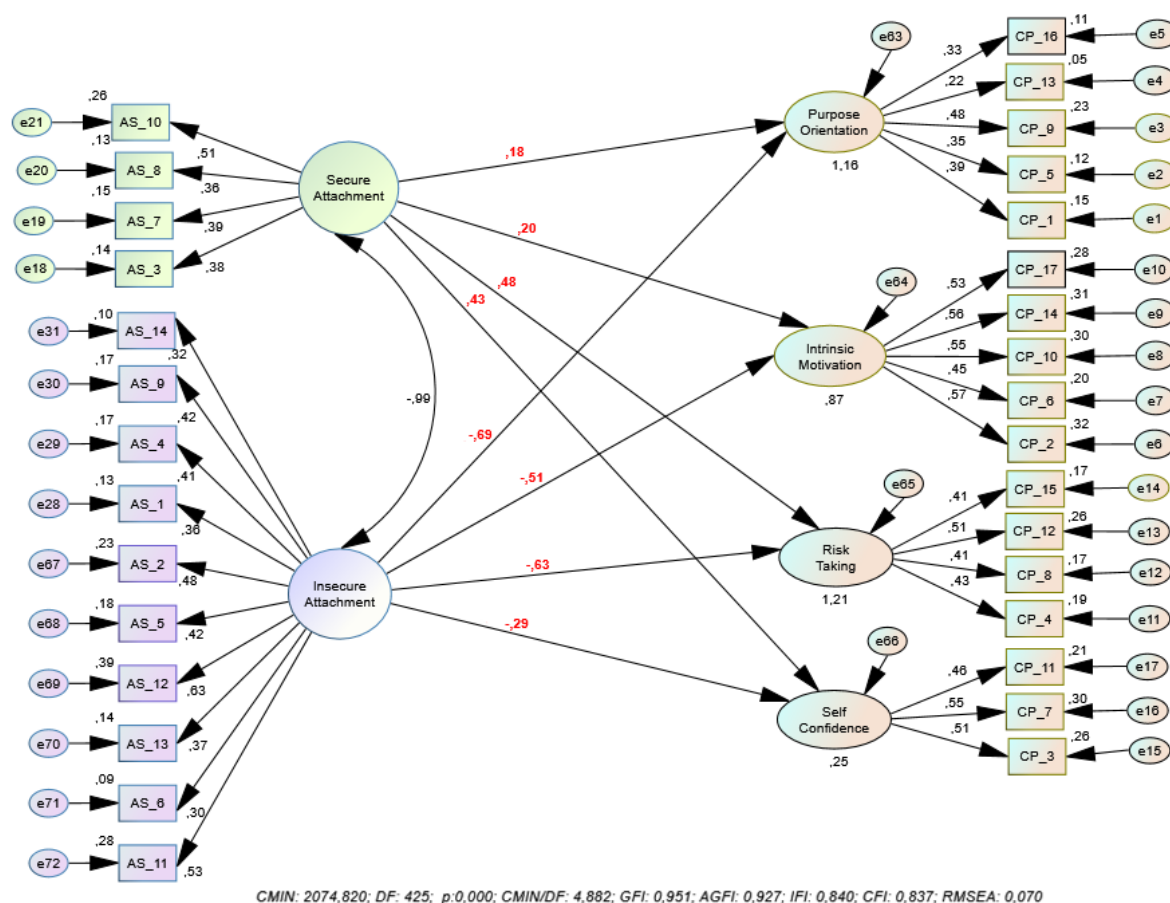 e21
,26
AS_10
e20
,13
AS_8
,51
e19
,15
AS_7
,36
e18
,14
AS_3
,39
,38
Secure
Attachment
e31
,10
AS_14
,32
e30
,17
AS_9
,42
e29
,17
AS_4
,41
e28
,13
AS_1
,36
e67
,23
AS_2
,48
e68
,18
AS_5
,42
e69
,39
AS_12
,63
e70
,14
AS_13
,37
e71
,09
AS_6
,30
e72
,28
AS_11
,53
Insecure
Attachment
-,99
,18
,20
,48
,43
-,69
-,51
-,63
-,29
e63
Purpose
Orientation
1,16
,33
CP_16
,11
e5
,22
CP_13
,05
e4
,48
CP_9
,23
e3
,35
CP_5
,12
e2
,39
CP_1
,15
e1
e64
Intrinsic
Motivation
,87
,53
CP_17
,28
e10
,56
CP_14
,31
e9
,55
CP_10
,30
e8
,45
CP_6
,20
e7
,57
CP_2
,32
e6
e65
Risk
Taking
1,21
,41
CP_15
,17
e14
,51
CP_12
,26
e13
,41
CP_8
,17
e12
,43
CP_4
,19
e11
e66
Self
Confidence
,25
,46
CP_11
,21
e17
,55
CP_7
,30
e16
,51
CP_3
,26
e15
CMIN: 2074,820; DF: 425; p:0,000; CMIN/DF: 4,882; GFI: 0,951; AGFI: 0,927; IFI: 0,840; CFI: 0,837; RMSEA: 0,070